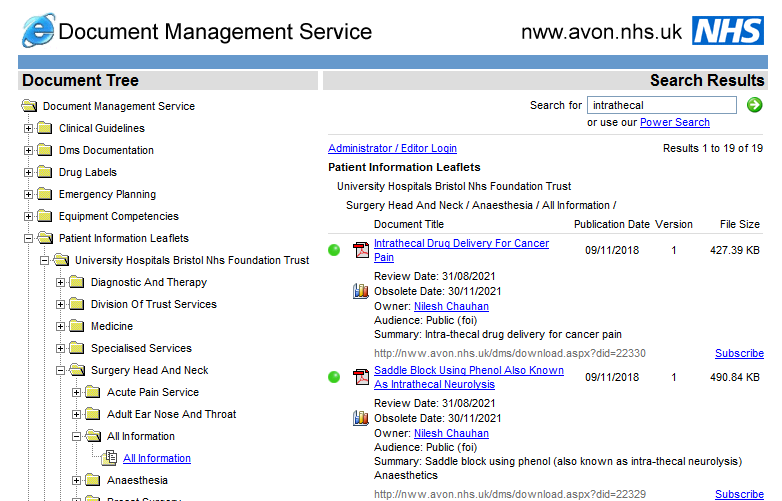 Document Management Service
nww.avon.nhs.uk NHS
Document Tree
Search Results
Document Management Service
Clinical Guidelines
Dms Documentation
Drug Labels
Emergency Planning
Equipment Competencies
Patient Information Leaflets
University Hospitals Bristol Nhs Foundation Trust
Diagnostic And Therapy
Division Of Trust Services
Medicine
Specialised Services
Surgery Head And Neck
Acute Pain Service
Adult Ear Nose And Throat
All Information
All Information
Anaesthesia
Breast Surgery
Search for intrathecal
or use our Power Search
Administrator / Editor Login Results 1 to 19 of 19
Patient Information Leaflets
University Hospitals Bristol Nhs Foundation Trust
Surgery Head And Neck / Anaesthesia / All Information /
Document Title Publication Date Version File Size
Intrathecal Drug Delivery For Cancer 09/11/2018 1 427.39 KB
Pain
Review Date: 31/08/2021
Obsolete Date: 30/11/2021
Owner: Nilesh Chauhan
Audience: Public (foi)
Summary: Intra-thecal drug delivery for cancer pain
http://nww.avon.nhs.uk/dms/download.aspx?did=22330 Subscribe
Saddle Block Using Phenol Also Known 09/11/2018 1 490.84 KB
As Intrathecal Neurolysis
Review Date: 31/08/2021
Obsolete Date: 30/11/2021
Owner: Nilesh Chauhan
Audience: Public (foi)
Summary: Saddle block using phenol (also known as intra-thecal neurolysis)
Anaesthetics
http://nww.avon.nhs.uk/dms/download.aspx?did=22329 Subscribe